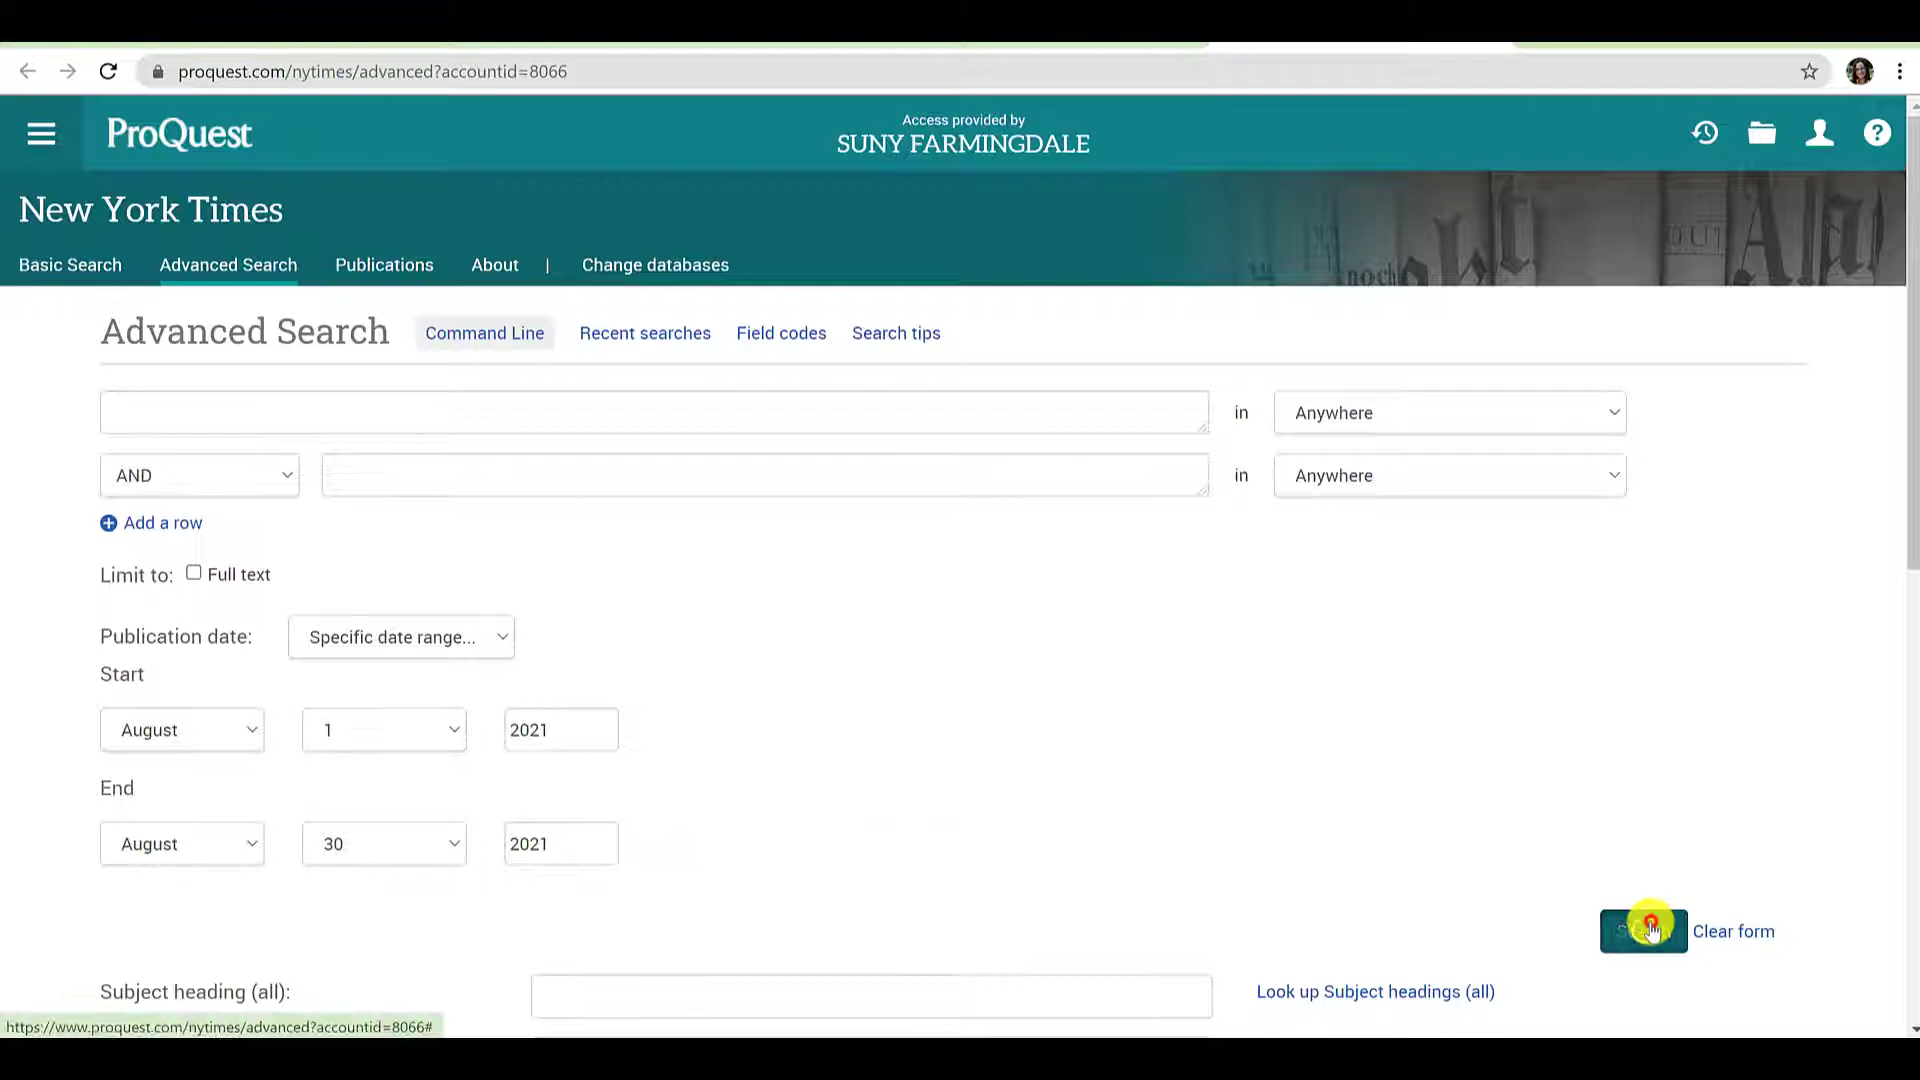 proquest.com/nytimes/advanced?accountid=8066
ProQuest
Access provided by
SUNY FARMINGDALE
New York Times
Basic Search Advanced Search Publications About | Change databases
Advanced Search Command Line Recent searches Field codes Search tips
in Anywhere
AND in Anywhere
Add a row
Limit to: Full text
Publication date: Specific date range...
Start
August 1 2021
End
August 30 2021
Clear form
Subject heading (all): Look up Subject headings (all)
https://www.proquest.com/nytimes/advanced?accountid=8066#